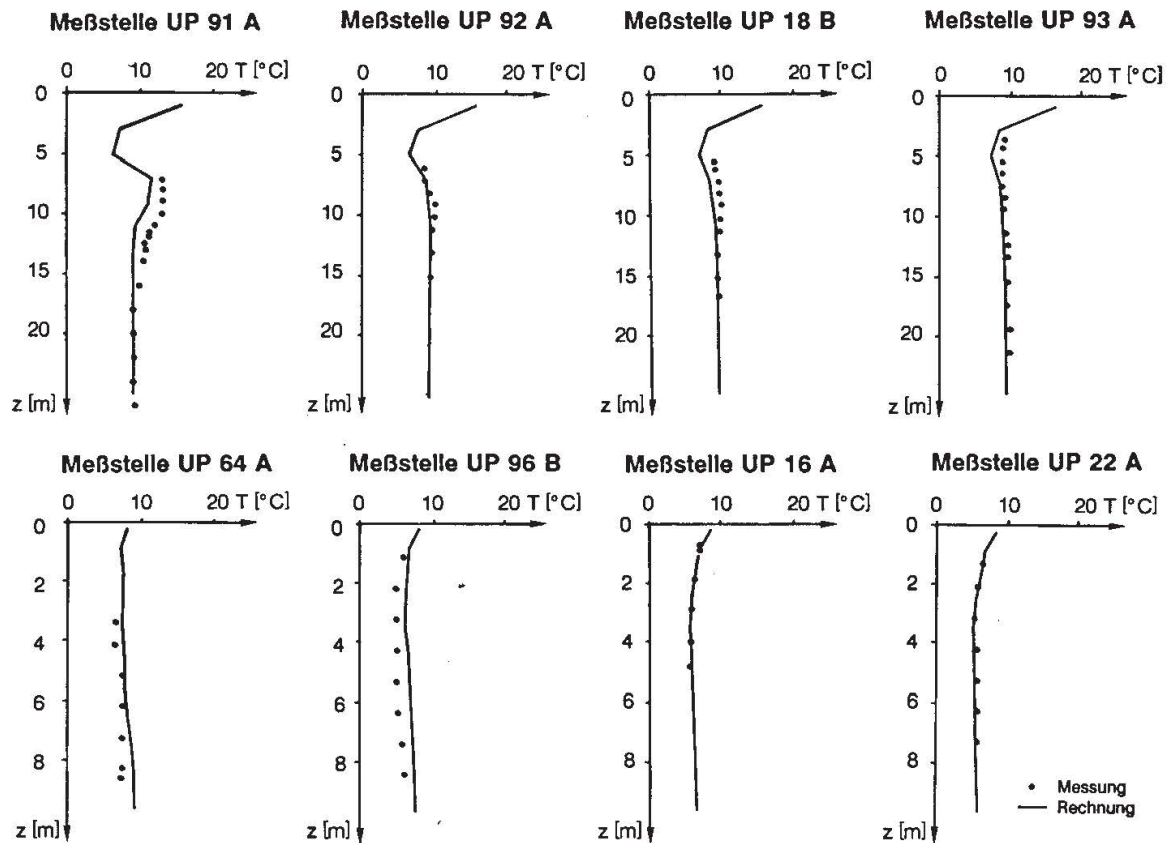 Meßstelle UP 91 A
0 10 20 T [°C]
0
5
10
15
20
z [m]
Meßstelle UP 92 A
0 10 20 T [°C]
0
5
10
15
20
z [m]
Meßstelle UP 18 B
0 10 20 T [°C]
0
5
10
15
20
z [m]
Meßstelle UP 93 A
0 10 20 T [°C]
0
5
10
15
20
z [m]
Meßstelle UP 64 A
0 10 20 T [°C]
0
2
4
6
8
z [m]
Meßstelle UP 96 B
0 10 20 T [°C]
0
2
4
6
8
z [m]
Meßstelle UP 16 A
0 10 20 T [°C]
0
2
4
6
8
z [m]
Meßstelle UP 22 A
0 10 20 T [°C]
0
2
4
6
8
z [m]
Messung
Rechnung